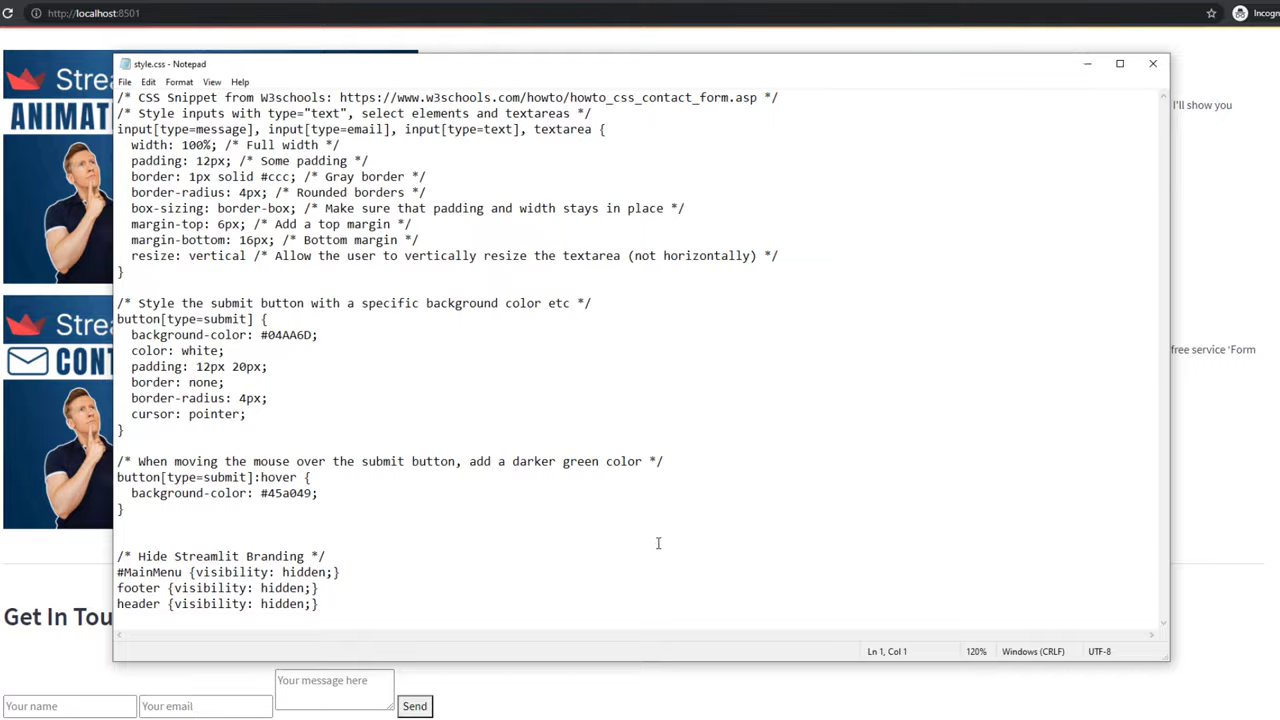 http://localhost:8501
Incogn
style.css - Notepad
File Edit Format View Help
/* CSS Snippet from W3schools: https://www.w3schools.com/howto/howto_css_contact_form.asp */
/* Style inputs with type="text", select elements and textareas */
input[type=message], input[type=email], input[type=text], textarea {
width: 100%; /* Full width */
padding: 12px; /* Some padding */
border: 1px solid #ccc; /* Gray border */
border-radius: 4px; /* Rounded borders */
box-sizing: border-box; /* Make sure that padding and width stays in place */
margin-top: 6px; /* Add a top margin */
margin-bottom: 16px; /* Bottom margin */
resize: vertical /* Allow the user to vertically resize the textarea (not horizontally) */
}
/* Style the submit button with a specific background color etc */
button[type=submit] {
background-color: #04AA6D;
color: white;
padding: 12px 20px;
border: none;
border-radius: 4px;
cursor: pointer;
}
/* When moving the mouse over the submit button, add a darker green color */
button[type=submit]:hover {
background-color: #45a049;
}
/* Hide Streamlit Branding */
#MainMenu {visibility: hidden;}
footer {visibility: hidden;}
header {visibility: hidden;}
Ln 1, Col 1
120%
Windows (CRLF)
UTF-8
Strea
ANIMAT
I'll show you
Strea
CONT
free service ‘Form
Get In Tou
Your name
Your email
Your message here
Send